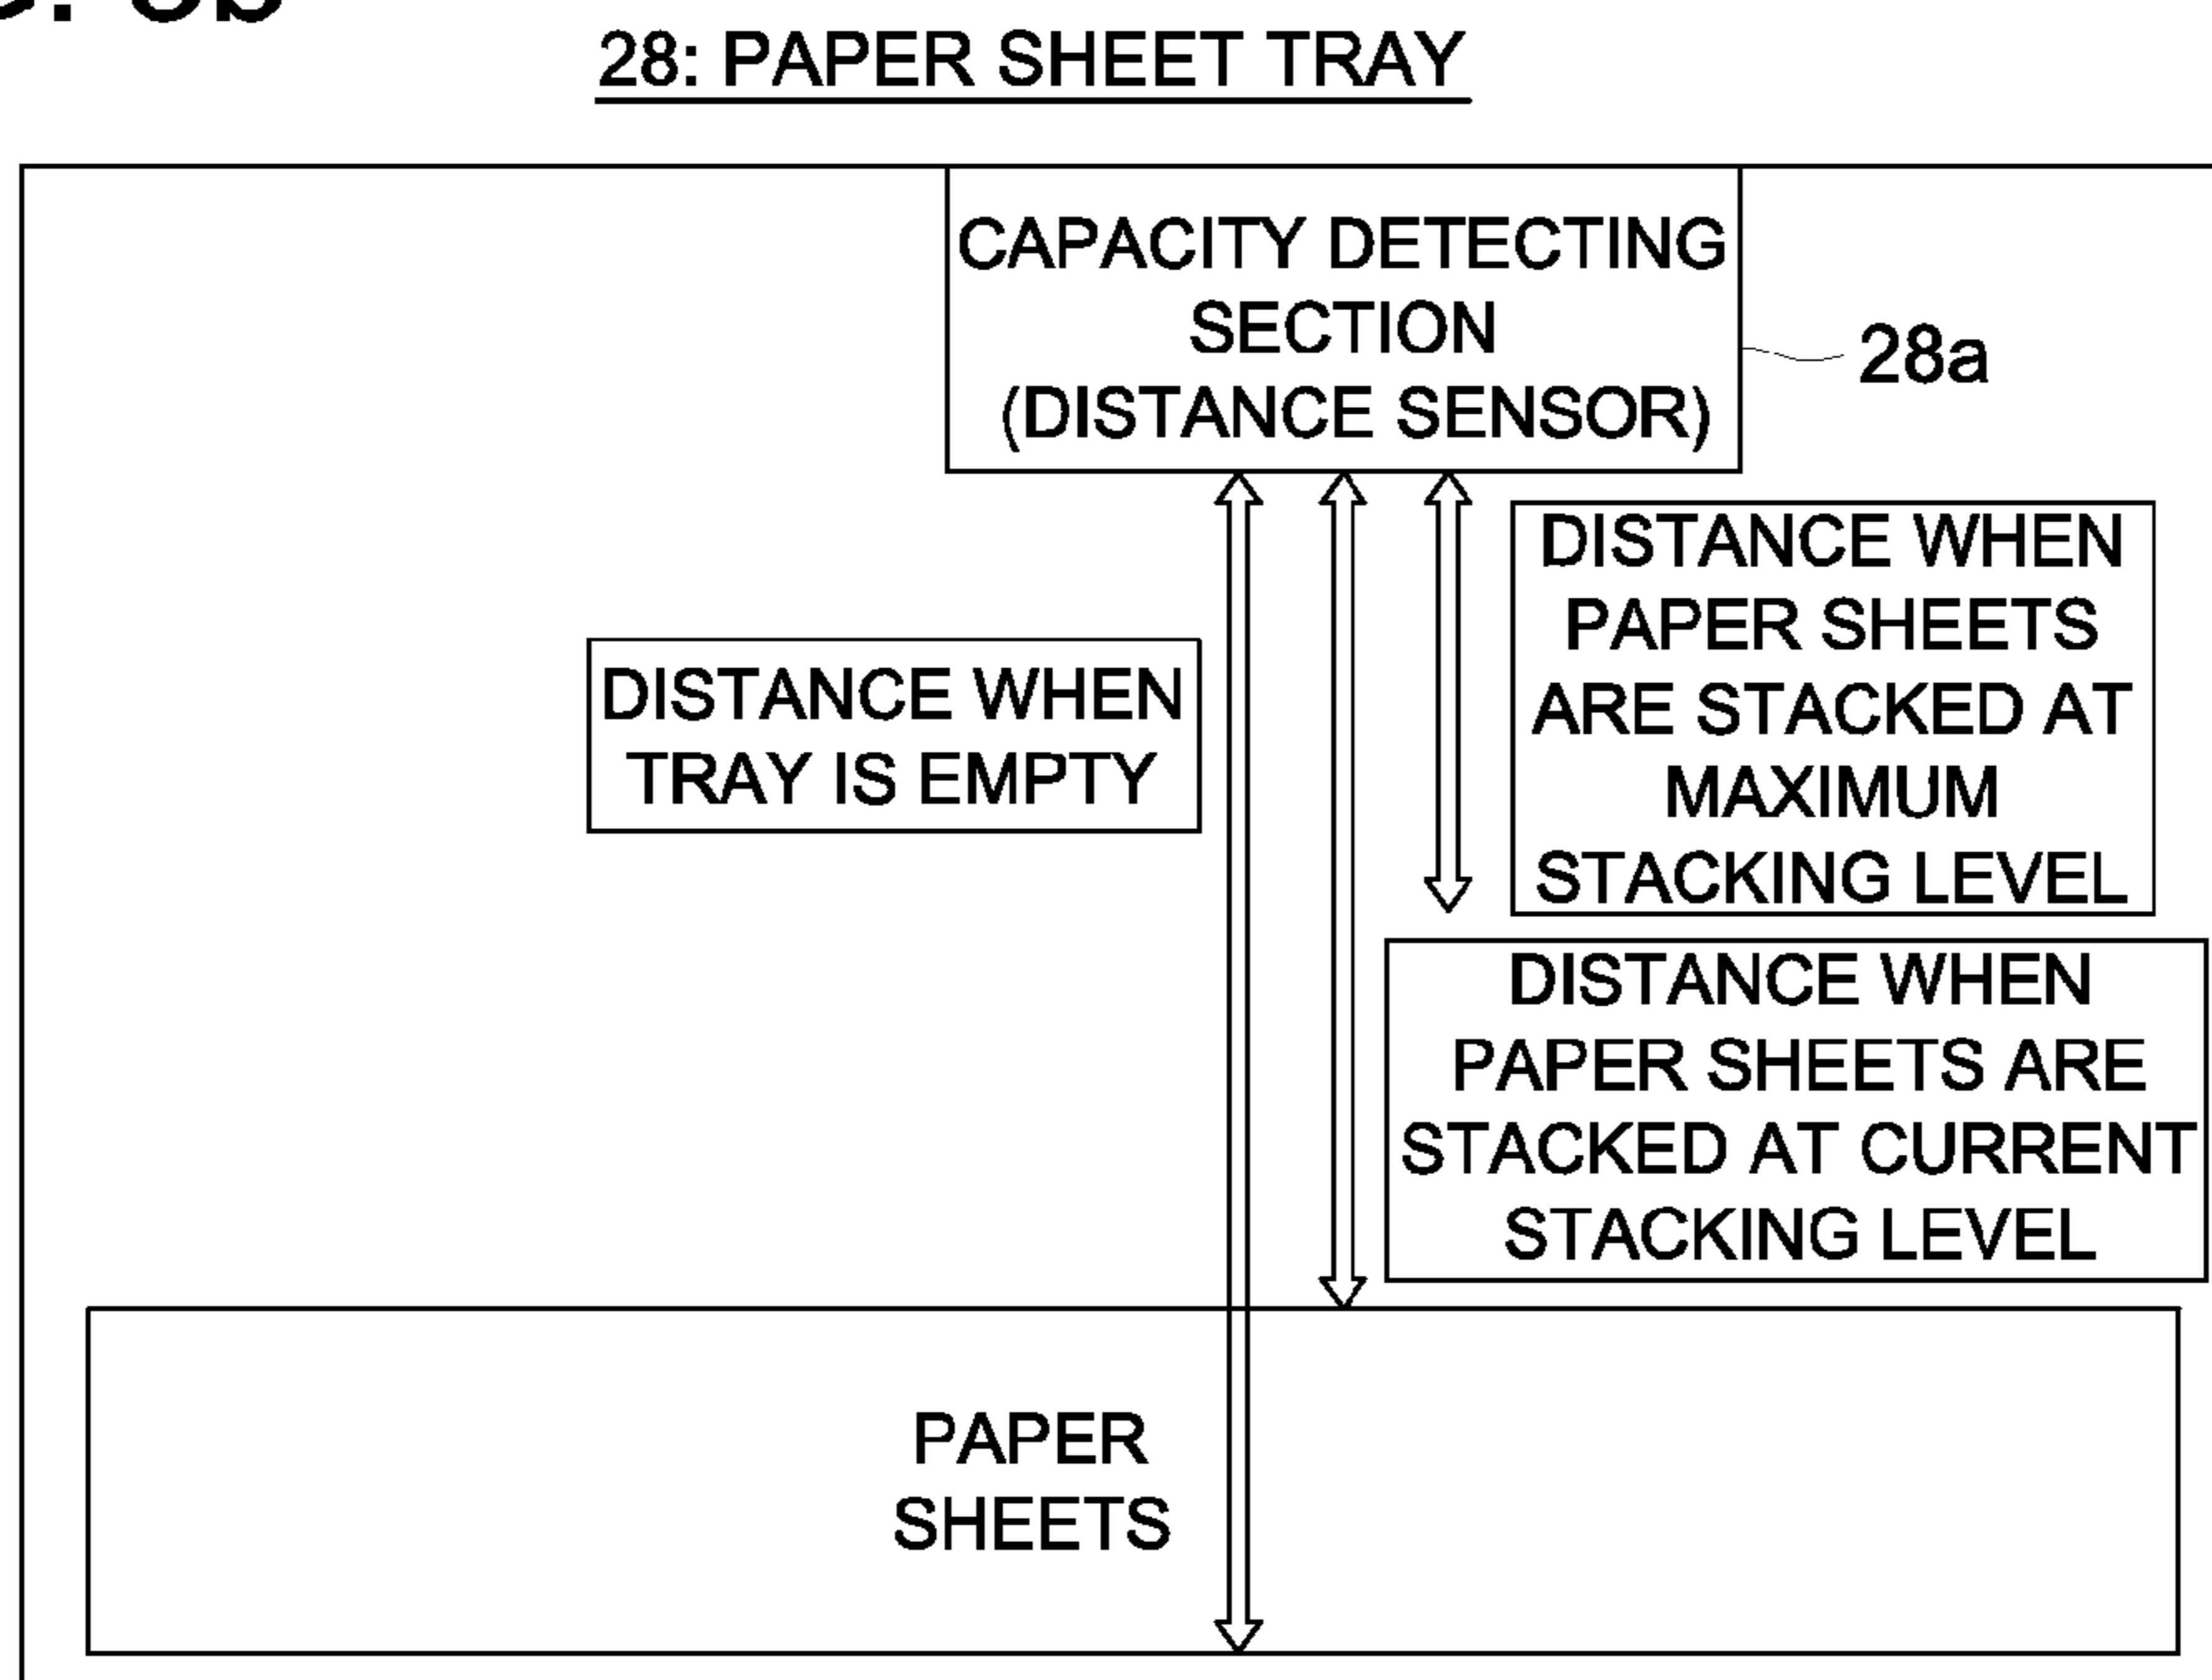 28: PAPER SHEET TRAY
CAPACITY DETECTING
SECTION
(DISTANCE SENSOR)
28a
DISTANCE WHEN
PAPER SHEETS
ARE STACKED AT
MAXIMUM
STACKING LEVEL
DISTANCE WHEN
TRAY IS EMPTY
DISTANCE WHEN
PAPER SHEETS ARE
STACKED AT CURRENT
STACKING LEVEL
PAPER
SHEETS